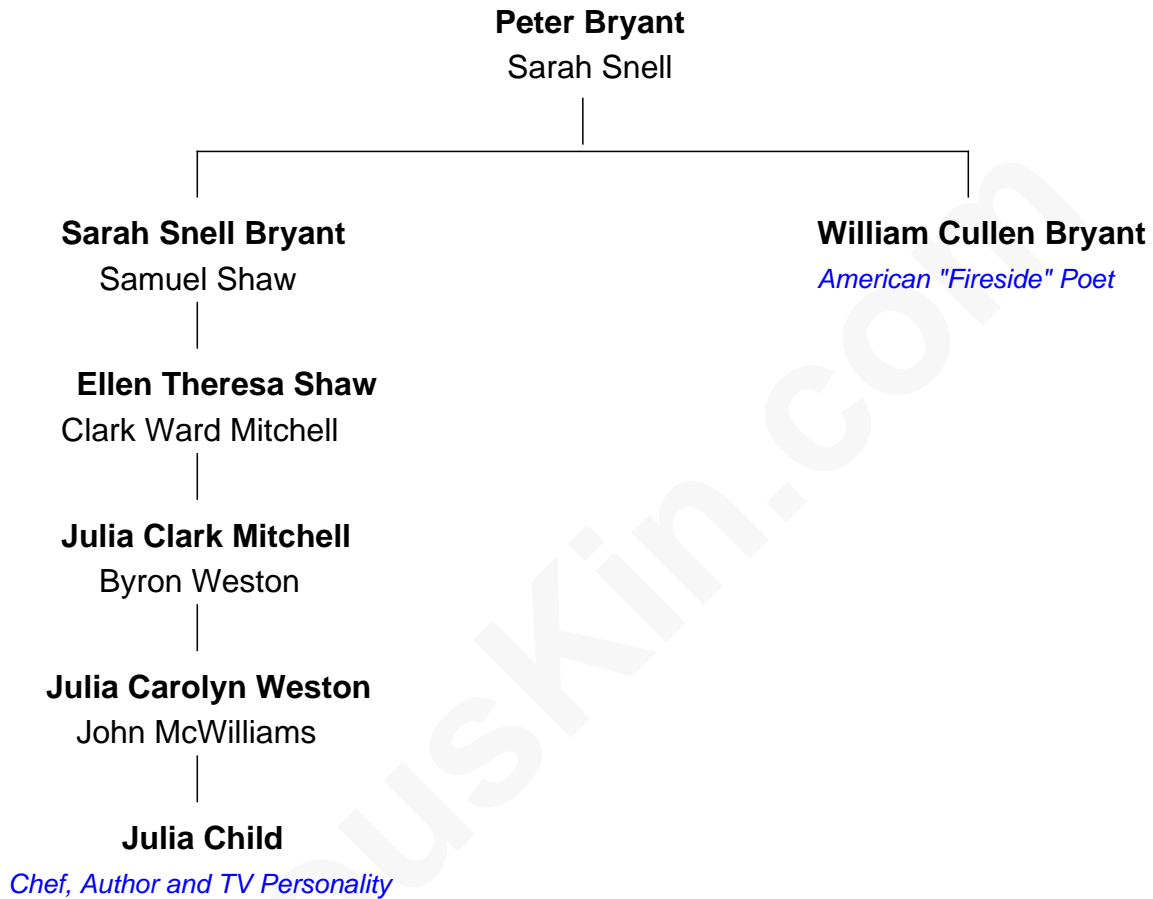 Peter Bryant
Sarah Snell
Sarah Snell Bryant
Samuel Shaw
William Cullen Bryant
American "Fireside" Poet
Ellen Theresa Shaw
Clark Ward Mitchell
Julia Clark Mitchell
Byron Weston
Julia Carolyn Weston
John McWilliams
Julia Child
Chef, Author and TV Personality
ousKin.com